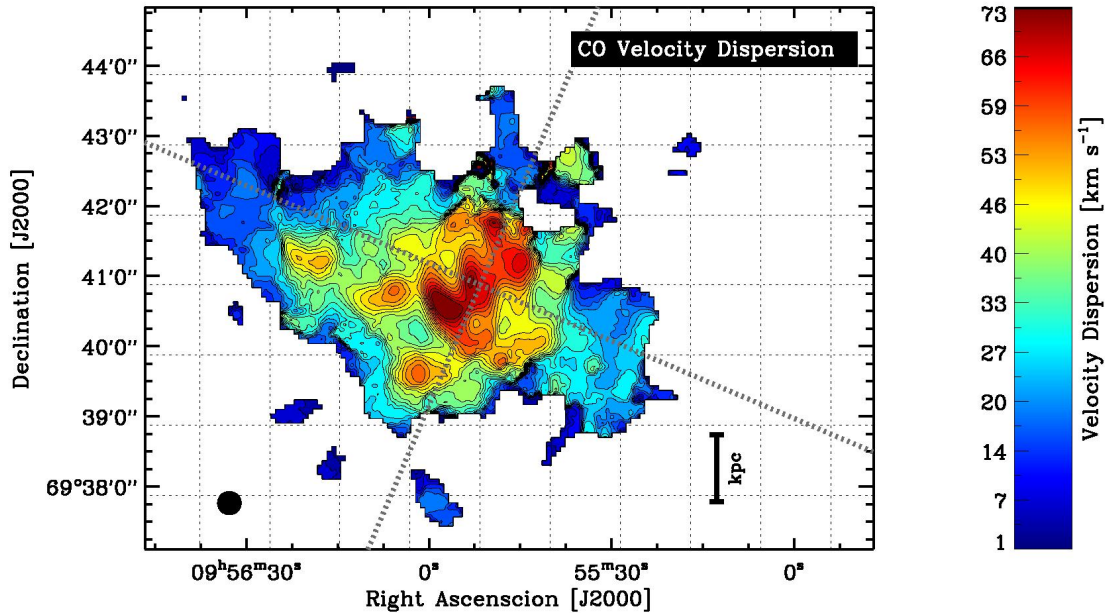 CO Velocity Dispersion
44'0"
43'0"
42'0"
41'0"
40'0"
39'0"
69°38'0"
Declination [J2000]
kpc
09ʰ56ᵐ30ˢ
0ˢ
55ᵐ30ˢ
0ˢ
Right Ascenscion [J2000]
73
66
59
53
46
40
33
27
20
14
7
1
Velocity Dispersion [km s⁻¹]